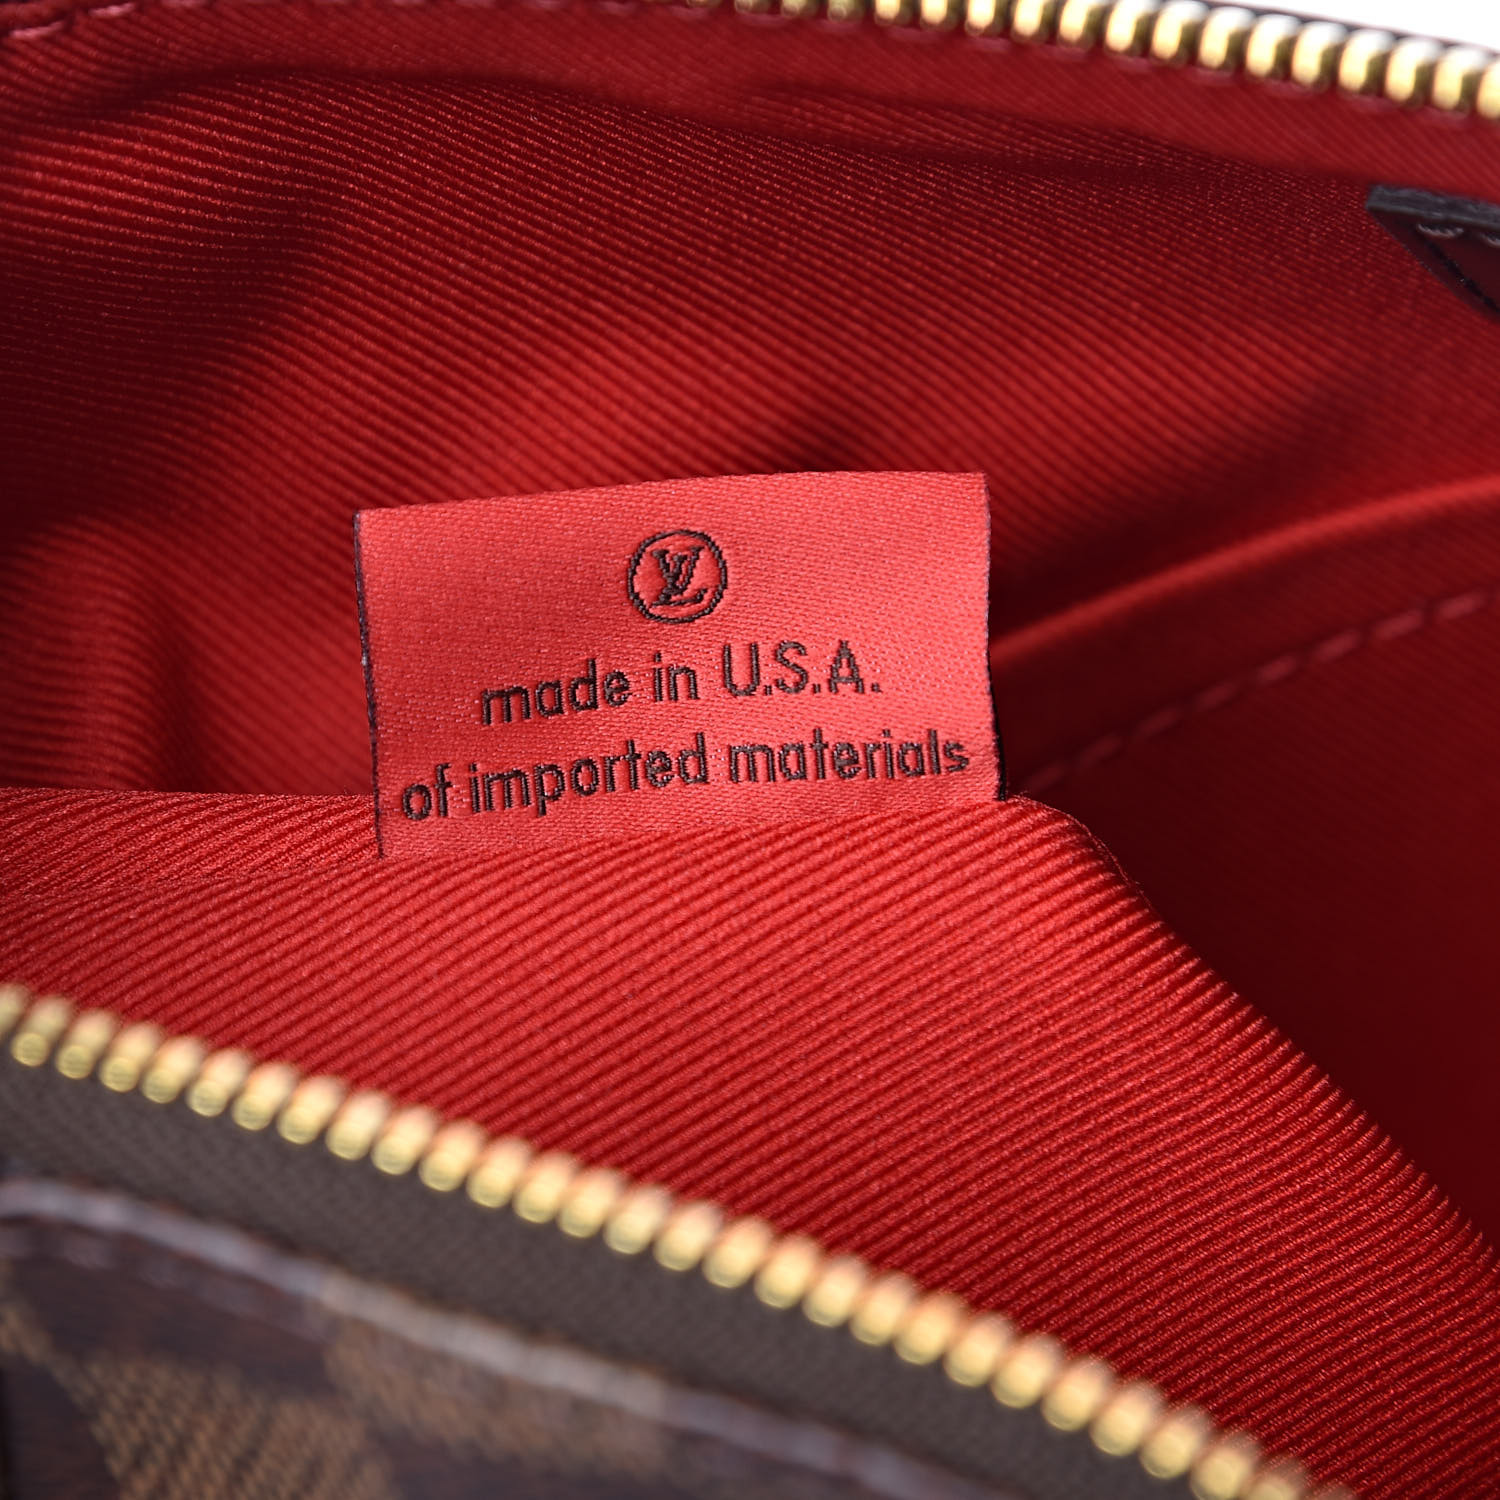 LV
made in U.S.A.
of imported materials